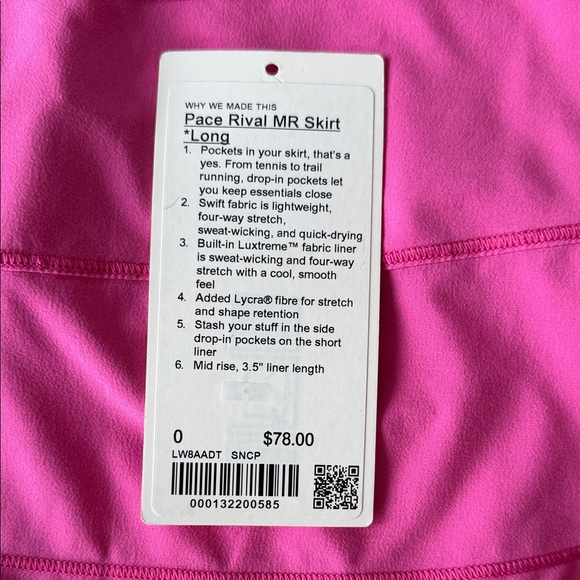 WHY WE MADE THIS
Pace Rival MR Skirt
*Long
1. Pockets in your skirt, that's a
yes. From tennis to trail
running, drop-in pockets let
you keep essentials close
2. Swift fabric is lightweight,
four-way stretch,
sweat-wicking, and quick-drying
3. Built-in Luxtreme™ fabric liner
is sweat-wicking and four-way
stretch with a cool, smooth
feel
4. Added Lycra® fibre for stretch
and shape retention
5. Stash your stuff in the side
drop-in pockets on the short
liner
6. Mid rise, 3.5" liner length
0 $78.00
LW8AADT SNCP
000132200585